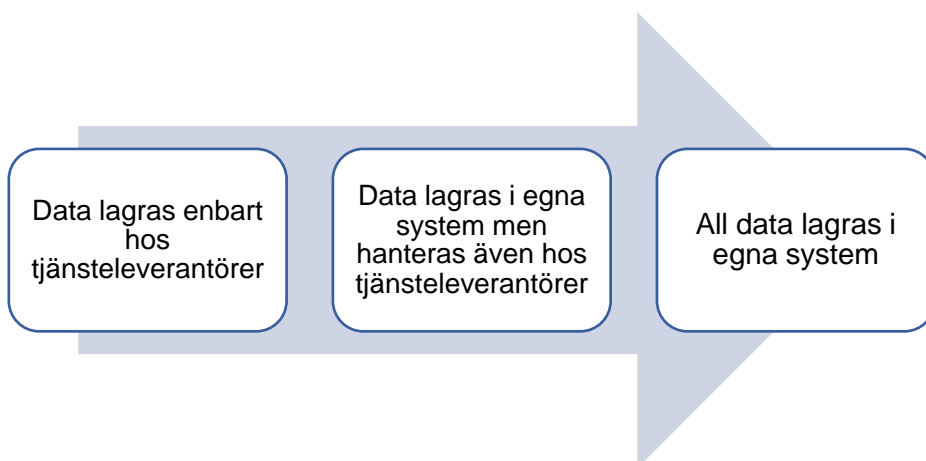 Data lagras enbart
hos
tjänsteleverantörer
Data lagras i egna
system men
hanteras även hos
tjänsteleverantörer
All data lagras i
egna system